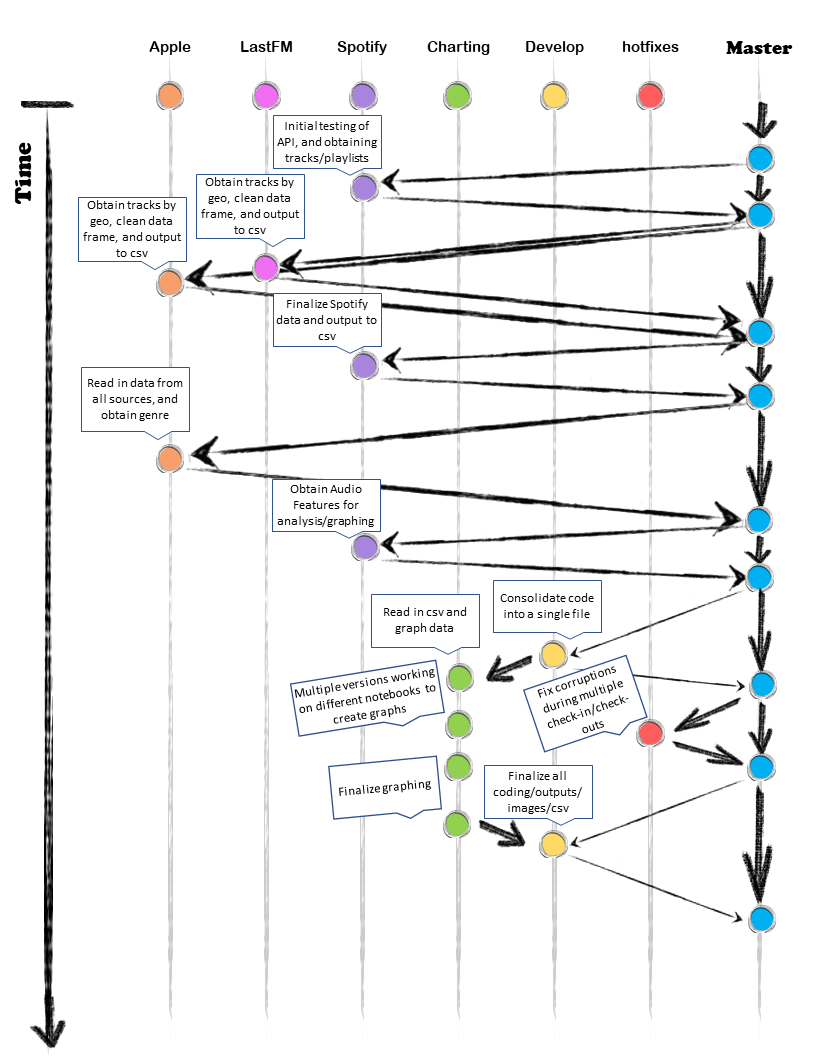 Apple
LastFM
Spotify
Charting
Develop
hotfixes
Master
Time
Initial testing of
API, and obtaining
tracks/playlists
Obtain tracks by
geo, clean data
frame, and output
to csv
Obtain tracks by
geo, clean data
frame, and output
to csv
Finalize Spotify
data and output to
csv
Read in data from
all sources, and
obtain genre
Obtain Audio
Features for
analysis/graphing
Consolidate code
into a single file
Read in csv and
graph data
Multiple versions working
on different notebooks to
create graphs
Fix corruptions
during multiple
check-in/check-
outs
Finalize graphing
Finalize all
coding/outputs/
images/csv